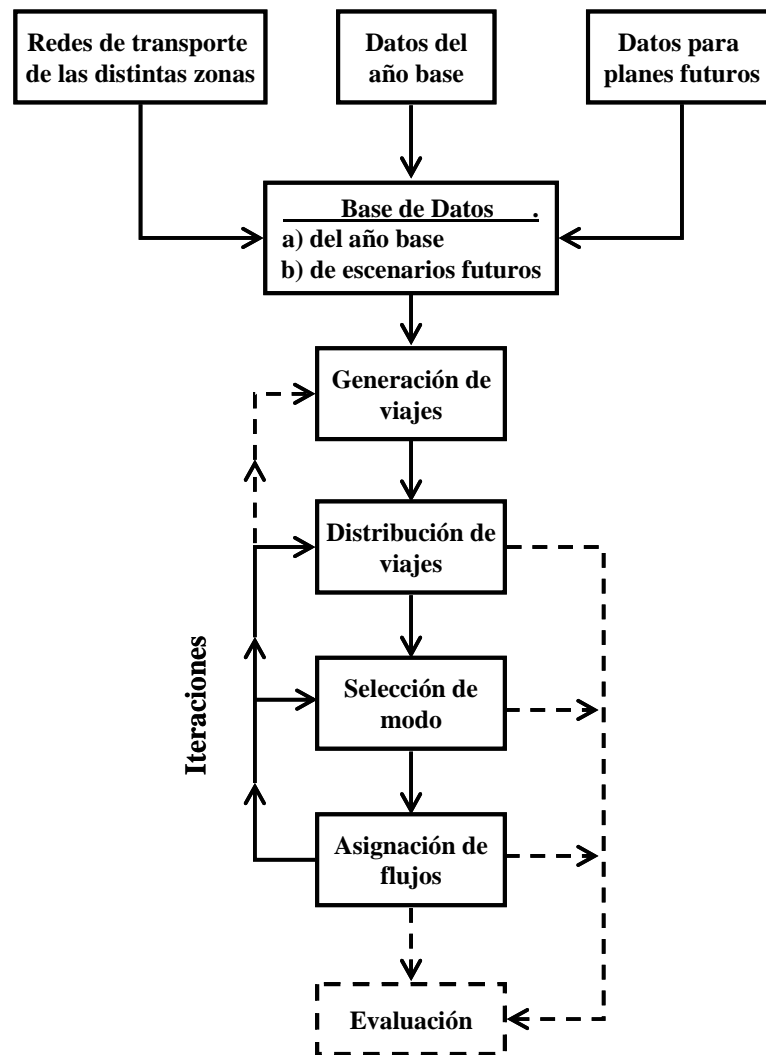 Redes de transporte
de las distintas zonas
Datos del
año base
Datos para
planes futuros
Base de Datos .
a) del año base
b) de escenarios futuros
Generación de
viajes
Distribución de
viajes
Iteraciones
Selección de
modo
Asignación de
flujos
Evaluación